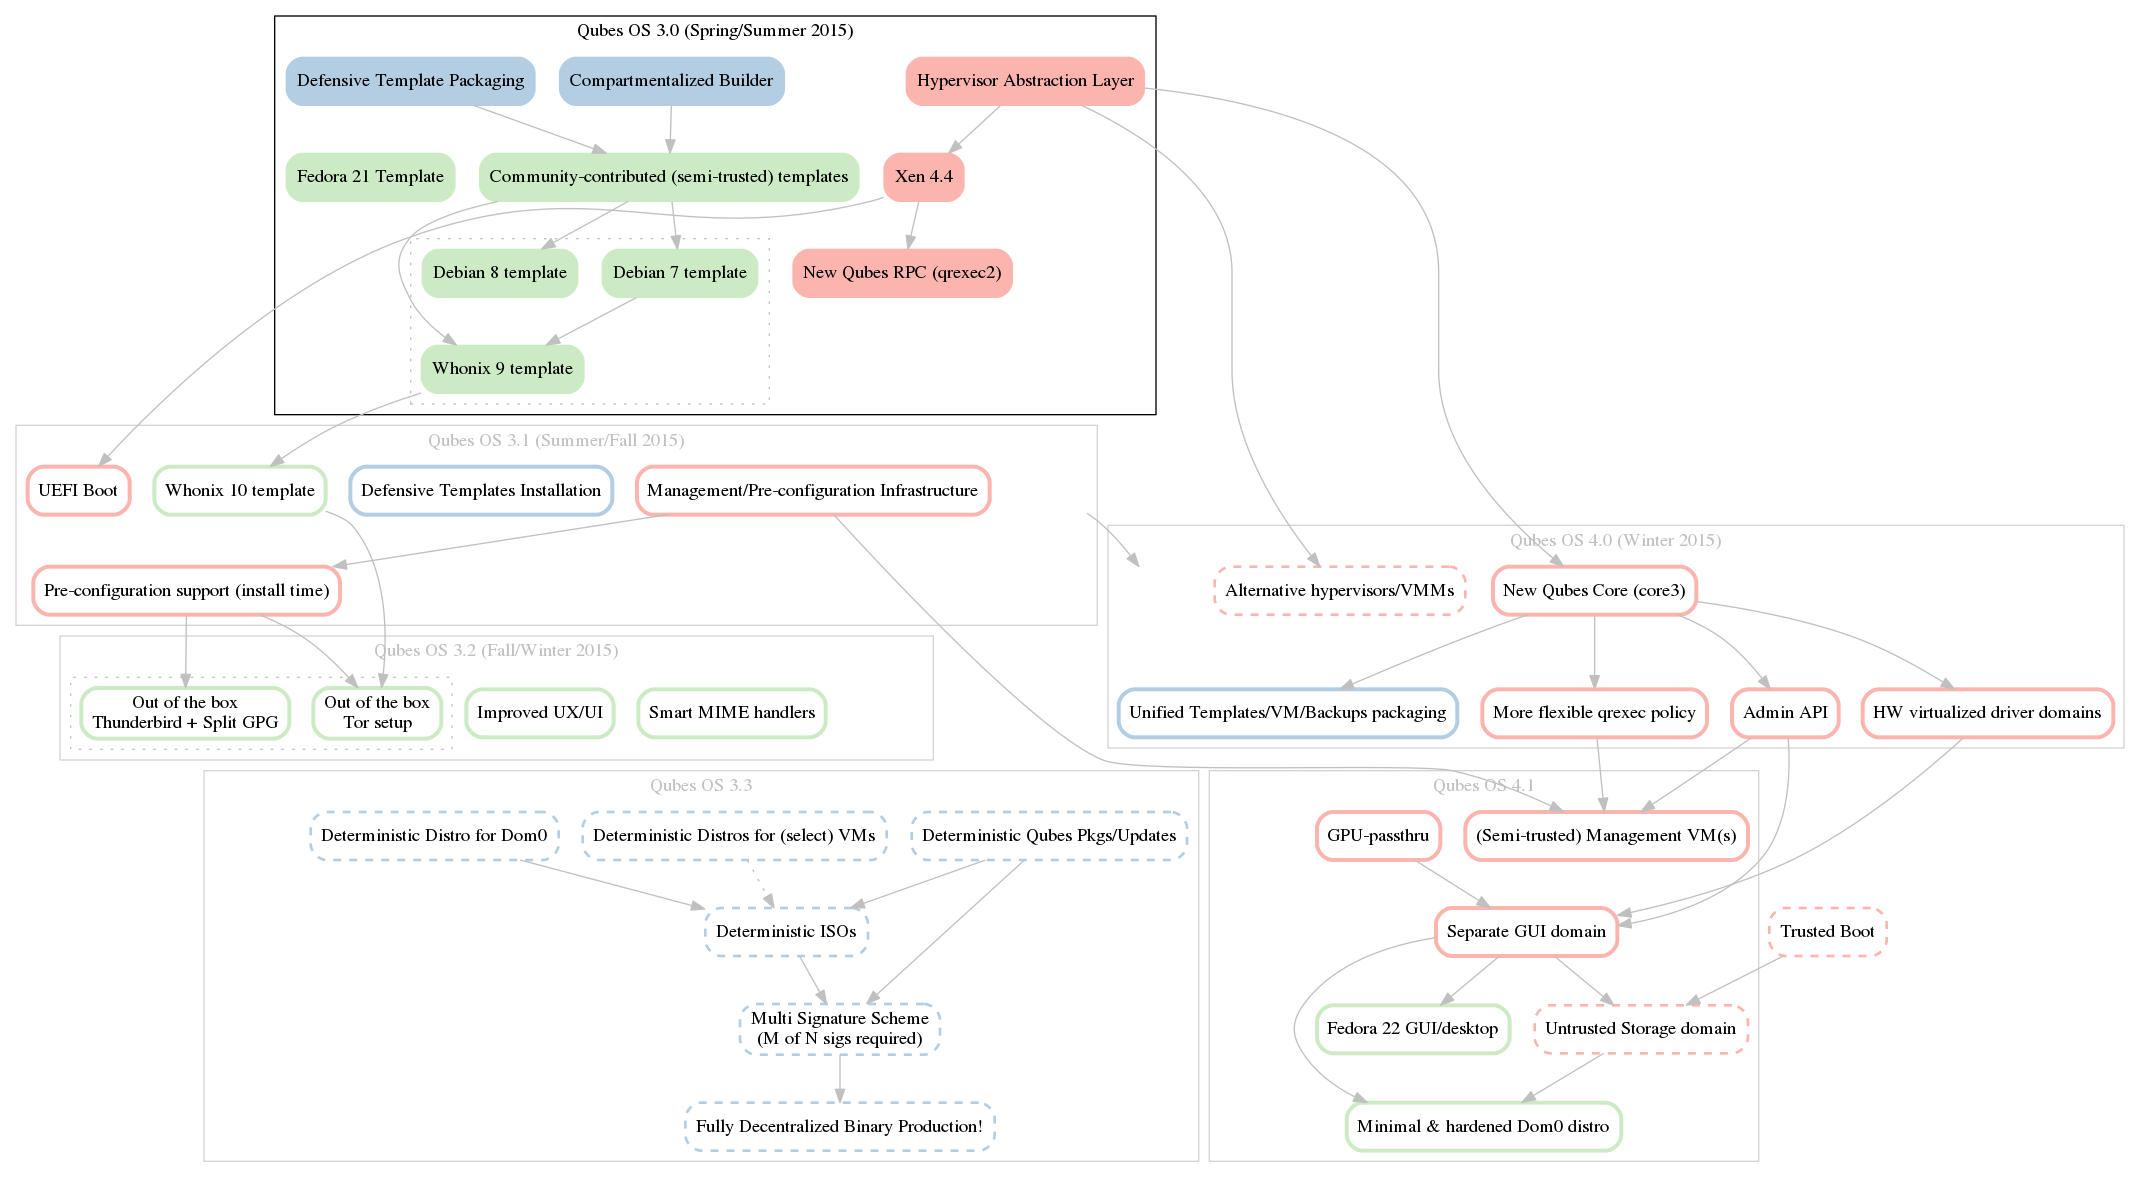 Qubes OS 3.0 (Spring/Summer 2015)
Defensive Template Packaging
Compartmentalized Builder
Hypervisor Abstraction Layer
Fedora 21 Template
Community-contributed (semi-trusted) templates
Xen 4.4
Debian 8 template
Debian 7 template
New Qubes RPC (qrexec2)
Whonix 9 template
Qubes OS 3.1 (Summer/Fall 2015)
UEFI Boot
Whonix 10 template
Defensive Templates Installation
Management/Pre-configuration Infrastructure
Pre-configuration support (install time)
Qubes OS 4.0 (Winter 2015)
Alternative hypervisors/VMMs
New Qubes Core (core3)
Unified Templates/VM/Backups packaging
More flexible qrexec policy
Admin API
HW virtualized driver domains
Qubes OS 3.2 (Fall/Winter 2015)
Out of the box
Thunderbird + Split GPG
Out of the box
Tor setup
Improved UX/UI
Smart MIME handlers
Qubes OS 3.3
Deterministic Distro for Dom0
Deterministic Distros for (select) VMs
Deterministic Qubes Pkgs/Updates
Deterministic ISOs
Multi Signature Scheme
(M of N sigs required)
Fully Decentralized Binary Production!
Qubes OS 4.1
GPU-passthru
(Semi-trusted) Management VM(s)
Separate GUI domain
Trusted Boot
Fedora 22 GUI/desktop
Untrusted Storage domain
Minimal & hardened Dom0 distro